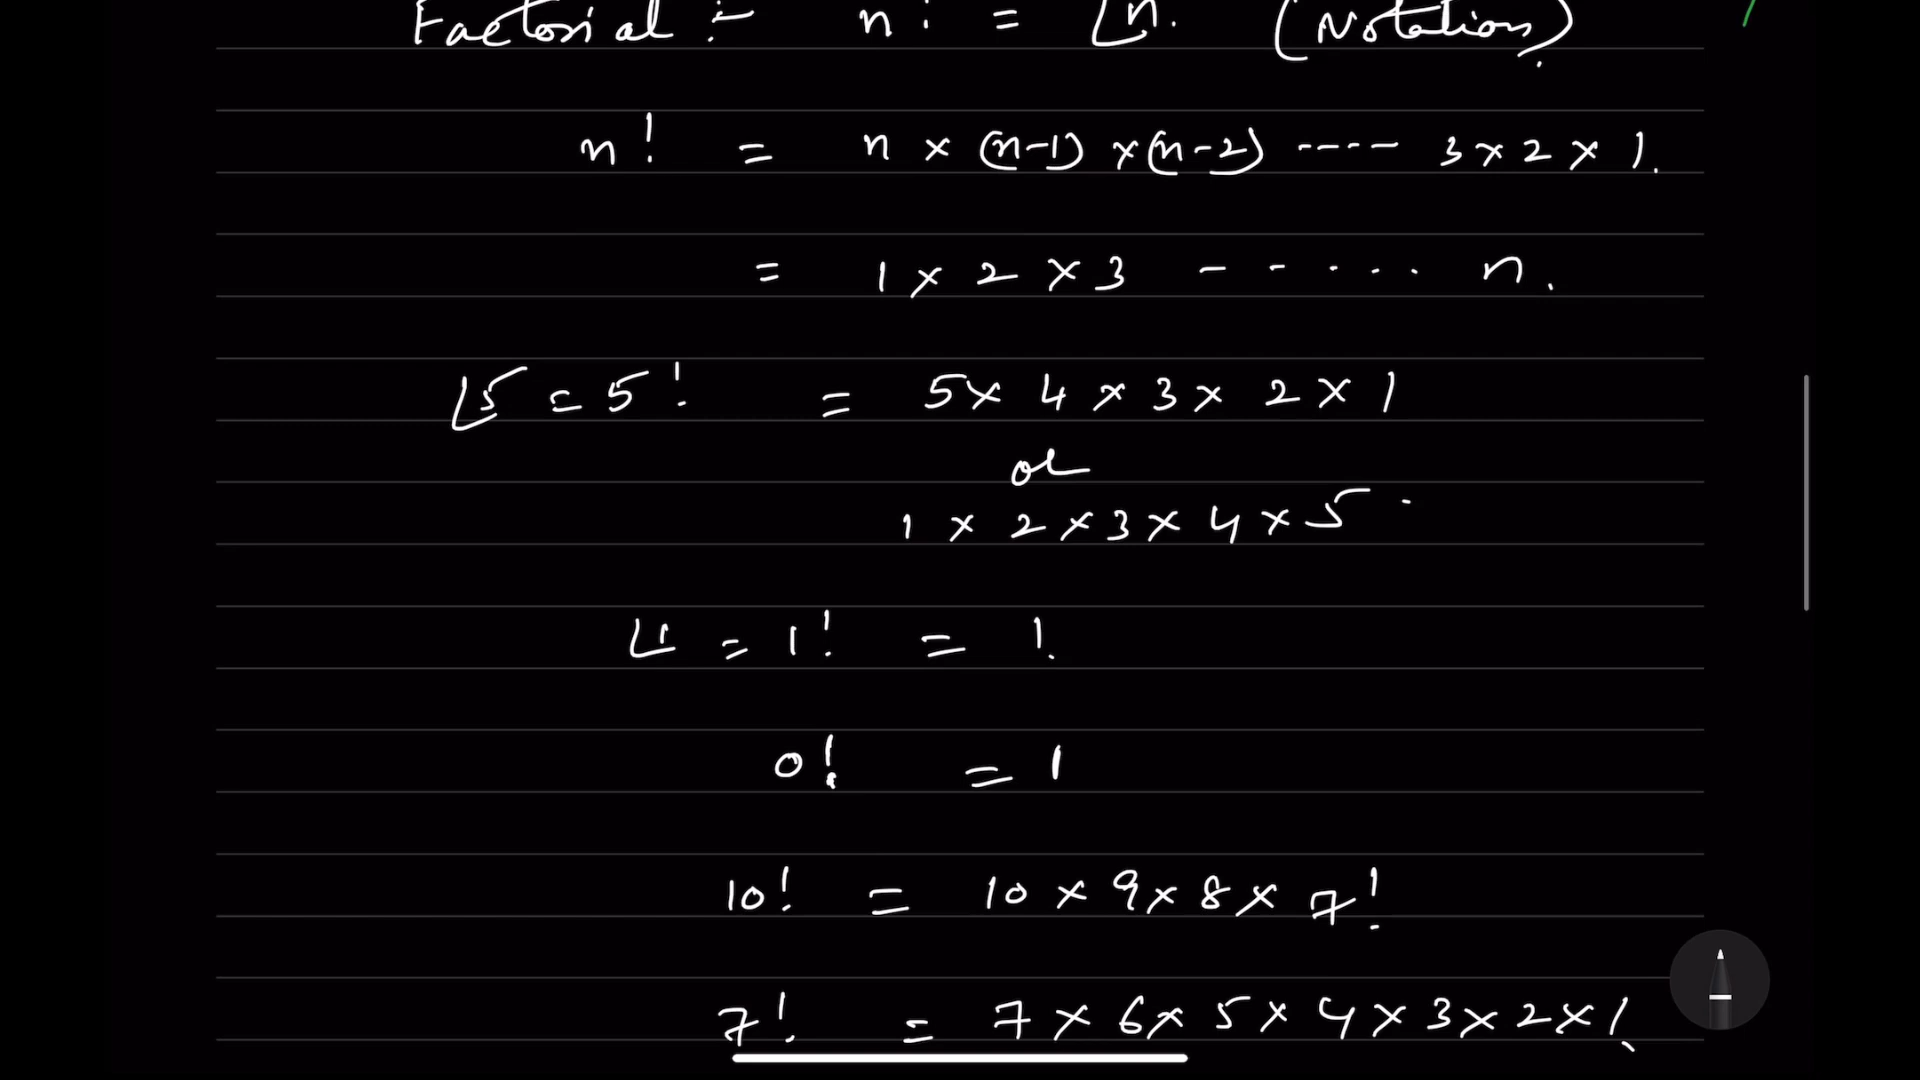 Factorial :- n! = ∟n. (Notations)
n! = n × (n-1) × (n-2) ---- 3 × 2 × 1.
= 1 × 2 × 3 - - . . . n.
∟5 = 5! = 5 × 4 × 3 × 2 × 1
or
1 × 2 × 3 × 4 × 5 .
∟1 = 1! = 1.
0! = 1
10! = 10 × 9 × 8 × 7!
7! = 7 × 6 × 5 × 4 × 3 × 2 × 1.